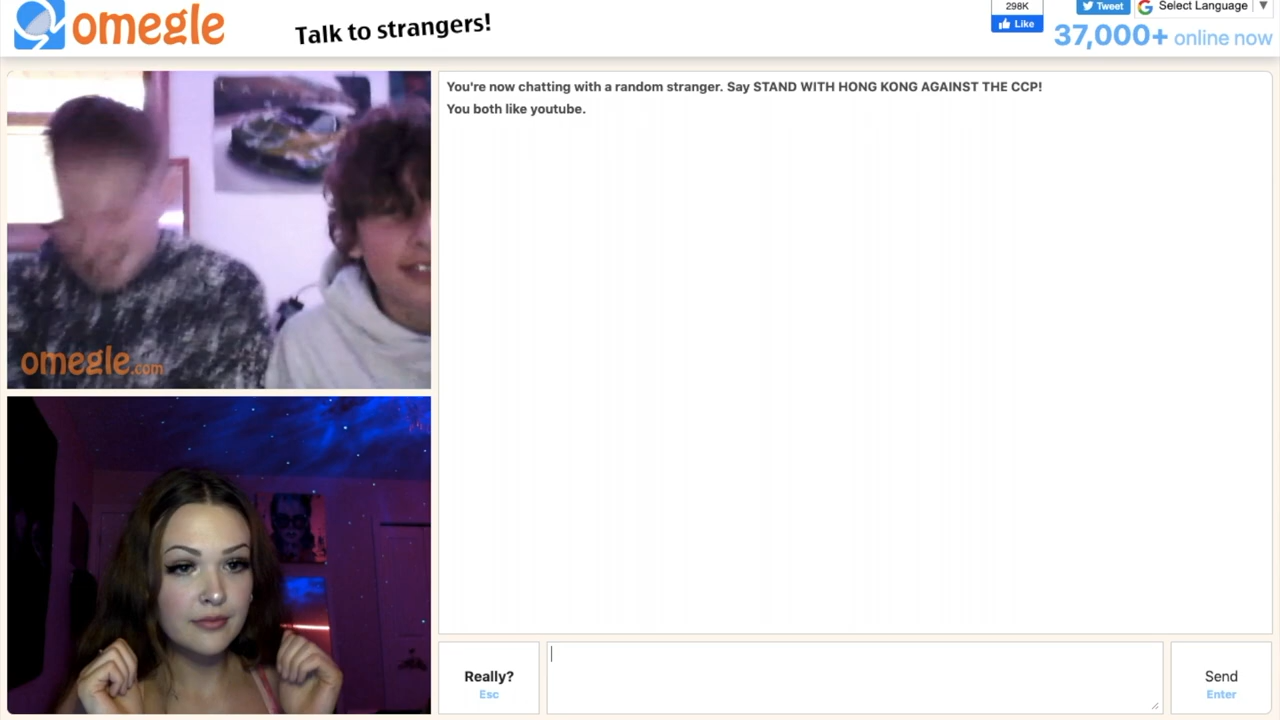 omegle
Talk to strangers!
298K
Like
Tweet
Select Language
37,000+ online now
You're now chatting with a random stranger. Say STAND WITH HONG KONG AGAINST THE CCP!
You both like youtube.
omegle.com
Really?
Esc
Send
Enter